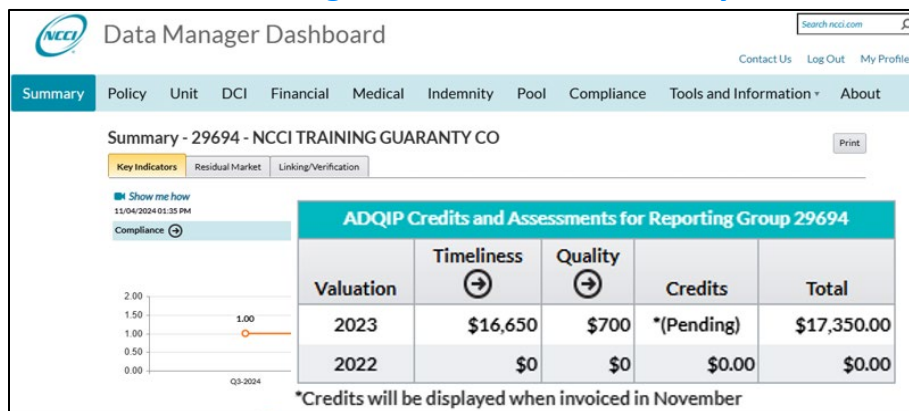 NCCI
Data Manager Dashboard
Search ncci.com
Contact Us Log Out My Profile
Summary Policy Unit DCI Financial Medical Indemnity Pool Compliance Tools and Information About
Summary - 29694 - NCCI TRAINING GUARANTY CO
Print
Key Indicators Residual Market Linking/Verification
Show me how
11/04/2024 01:35 PM
Compliance
2.00
1.50
1.00
0.50
0.00
1.00
Q3-2024
ADQIP Credits and Assessments for Reporting Group 29694
Valuation Timeliness Quality Credits Total
2023 $16,650 $700 *(Pending) $17,350.00
2022 $0 $0 $0.00 $0.00
*Credits will be displayed when invoiced in November